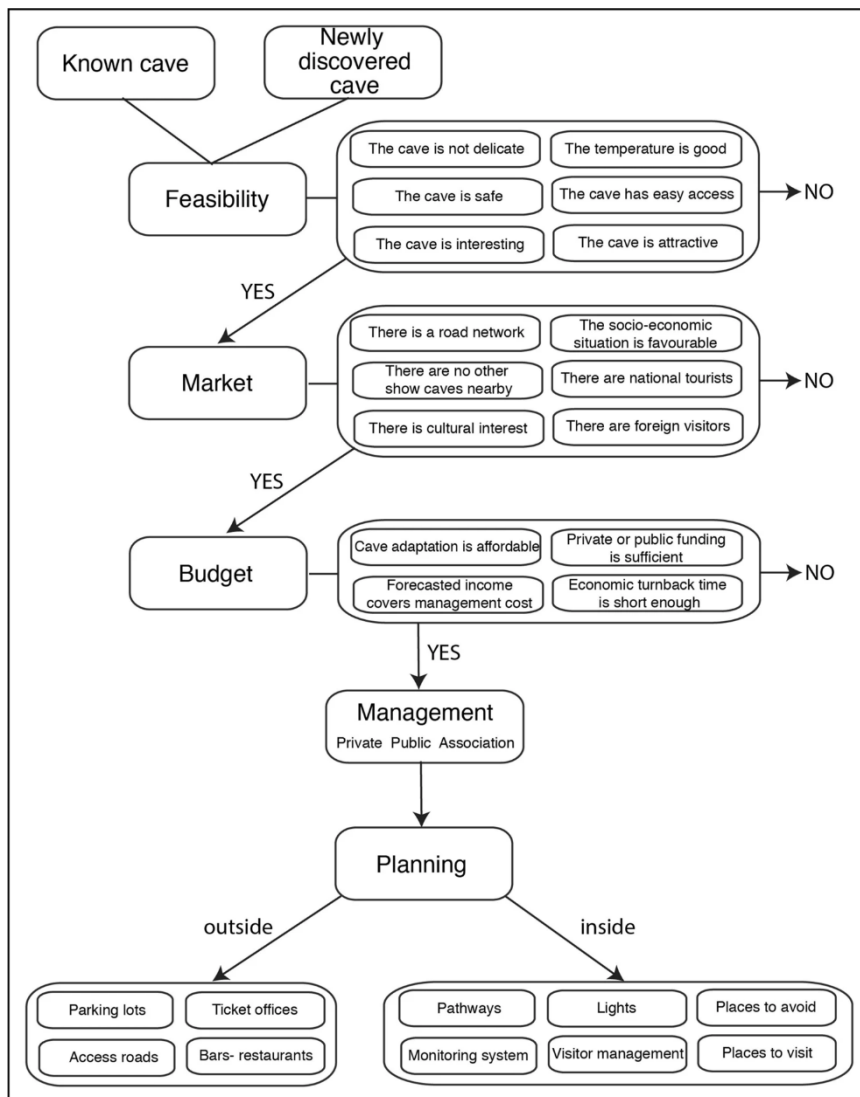 Known cave
Newly
discovered
cave
Feasibility
The cave is not delicate
The temperature is good
The cave is safe
The cave has easy access
The cave is interesting
The cave is attractive
NO
YES
Market
There is a road network
The socio-economic
situation is favourable
There are no other
show caves nearby
There are national tourists
There is cultural interest
There are foreign visitors
NO
YES
Budget
Cave adaptation is affordable
Private or public funding
is sufficient
Forecasted income
covers management cost
Economic turnback time
is short enough
NO
YES
Management
Private Public Association
Planning
outside
inside
Parking lots
Ticket offices
Access roads
Bars- restaurants
Pathways
Lights
Places to avoid
Monitoring system
Visitor management
Places to visit